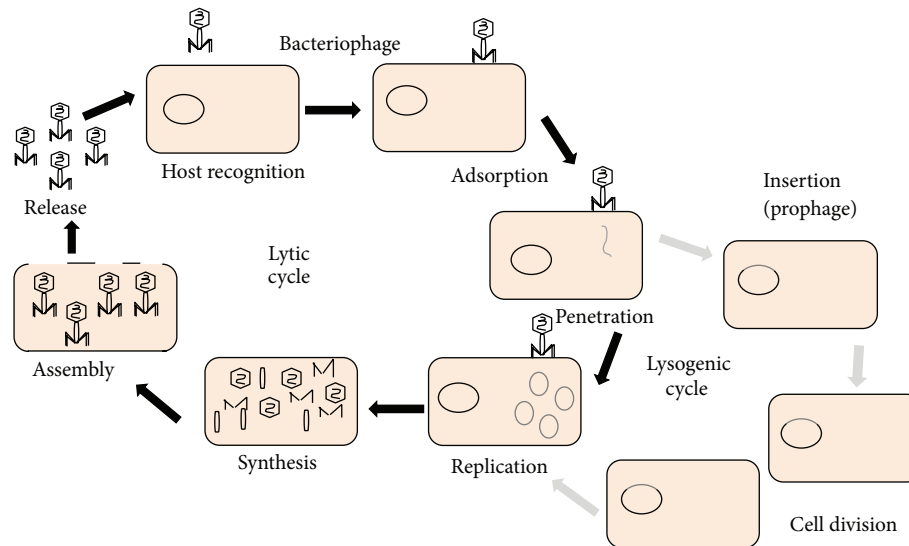 Bacteriophage
Host recognition
Adsorption
Insertion
(prophage)
Release
Lytic
cycle
Penetration
Lysogenic
cycle
Assembly
Synthesis
Replication
Cell division